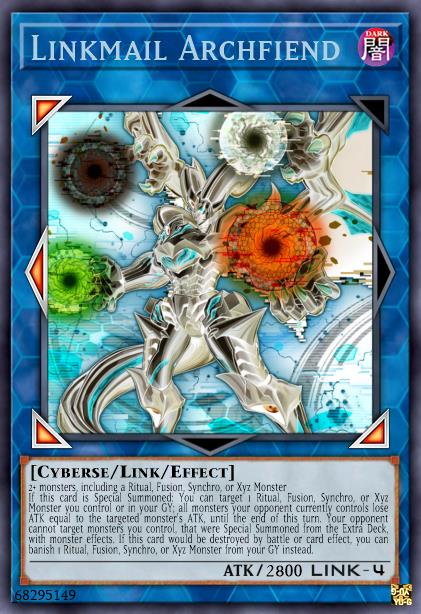 LINKMAIL ARCHFIEND
DARK
闇
[CYBERSE/LINK/EFFECT]
2+ monsters, including a Ritual, Fusion, Synchro, or Xyz Monster
If this card is Special Summoned: You can target 1 Ritual, Fusion, Synchro, or Xyz
Monster you control or in your GY; all monsters your opponent currently controls lose
ATK equal to the targeted monster's ATK, until the end of this turn. Your opponent
cannot target monsters you control, that were Special Summoned from the Extra Deck,
with monster effects. If this card would be destroyed by battle or card effect, you can
banish 1 Ritual, Fusion, Synchro, or Xyz Monster from your GY instead.
ATK/2800 LINK-4
68295149